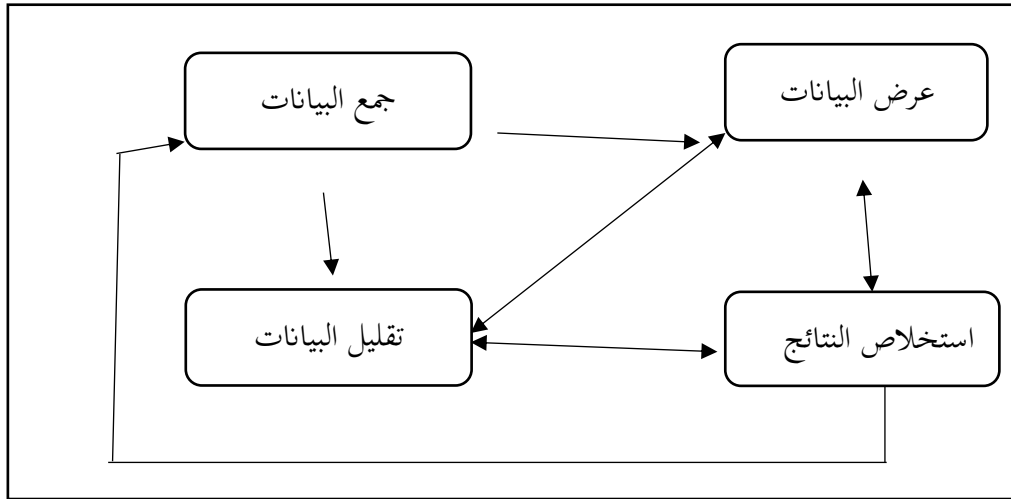 عرض البيانات
جمع البيانات
استخلاص النتائج
تقليل البيانات